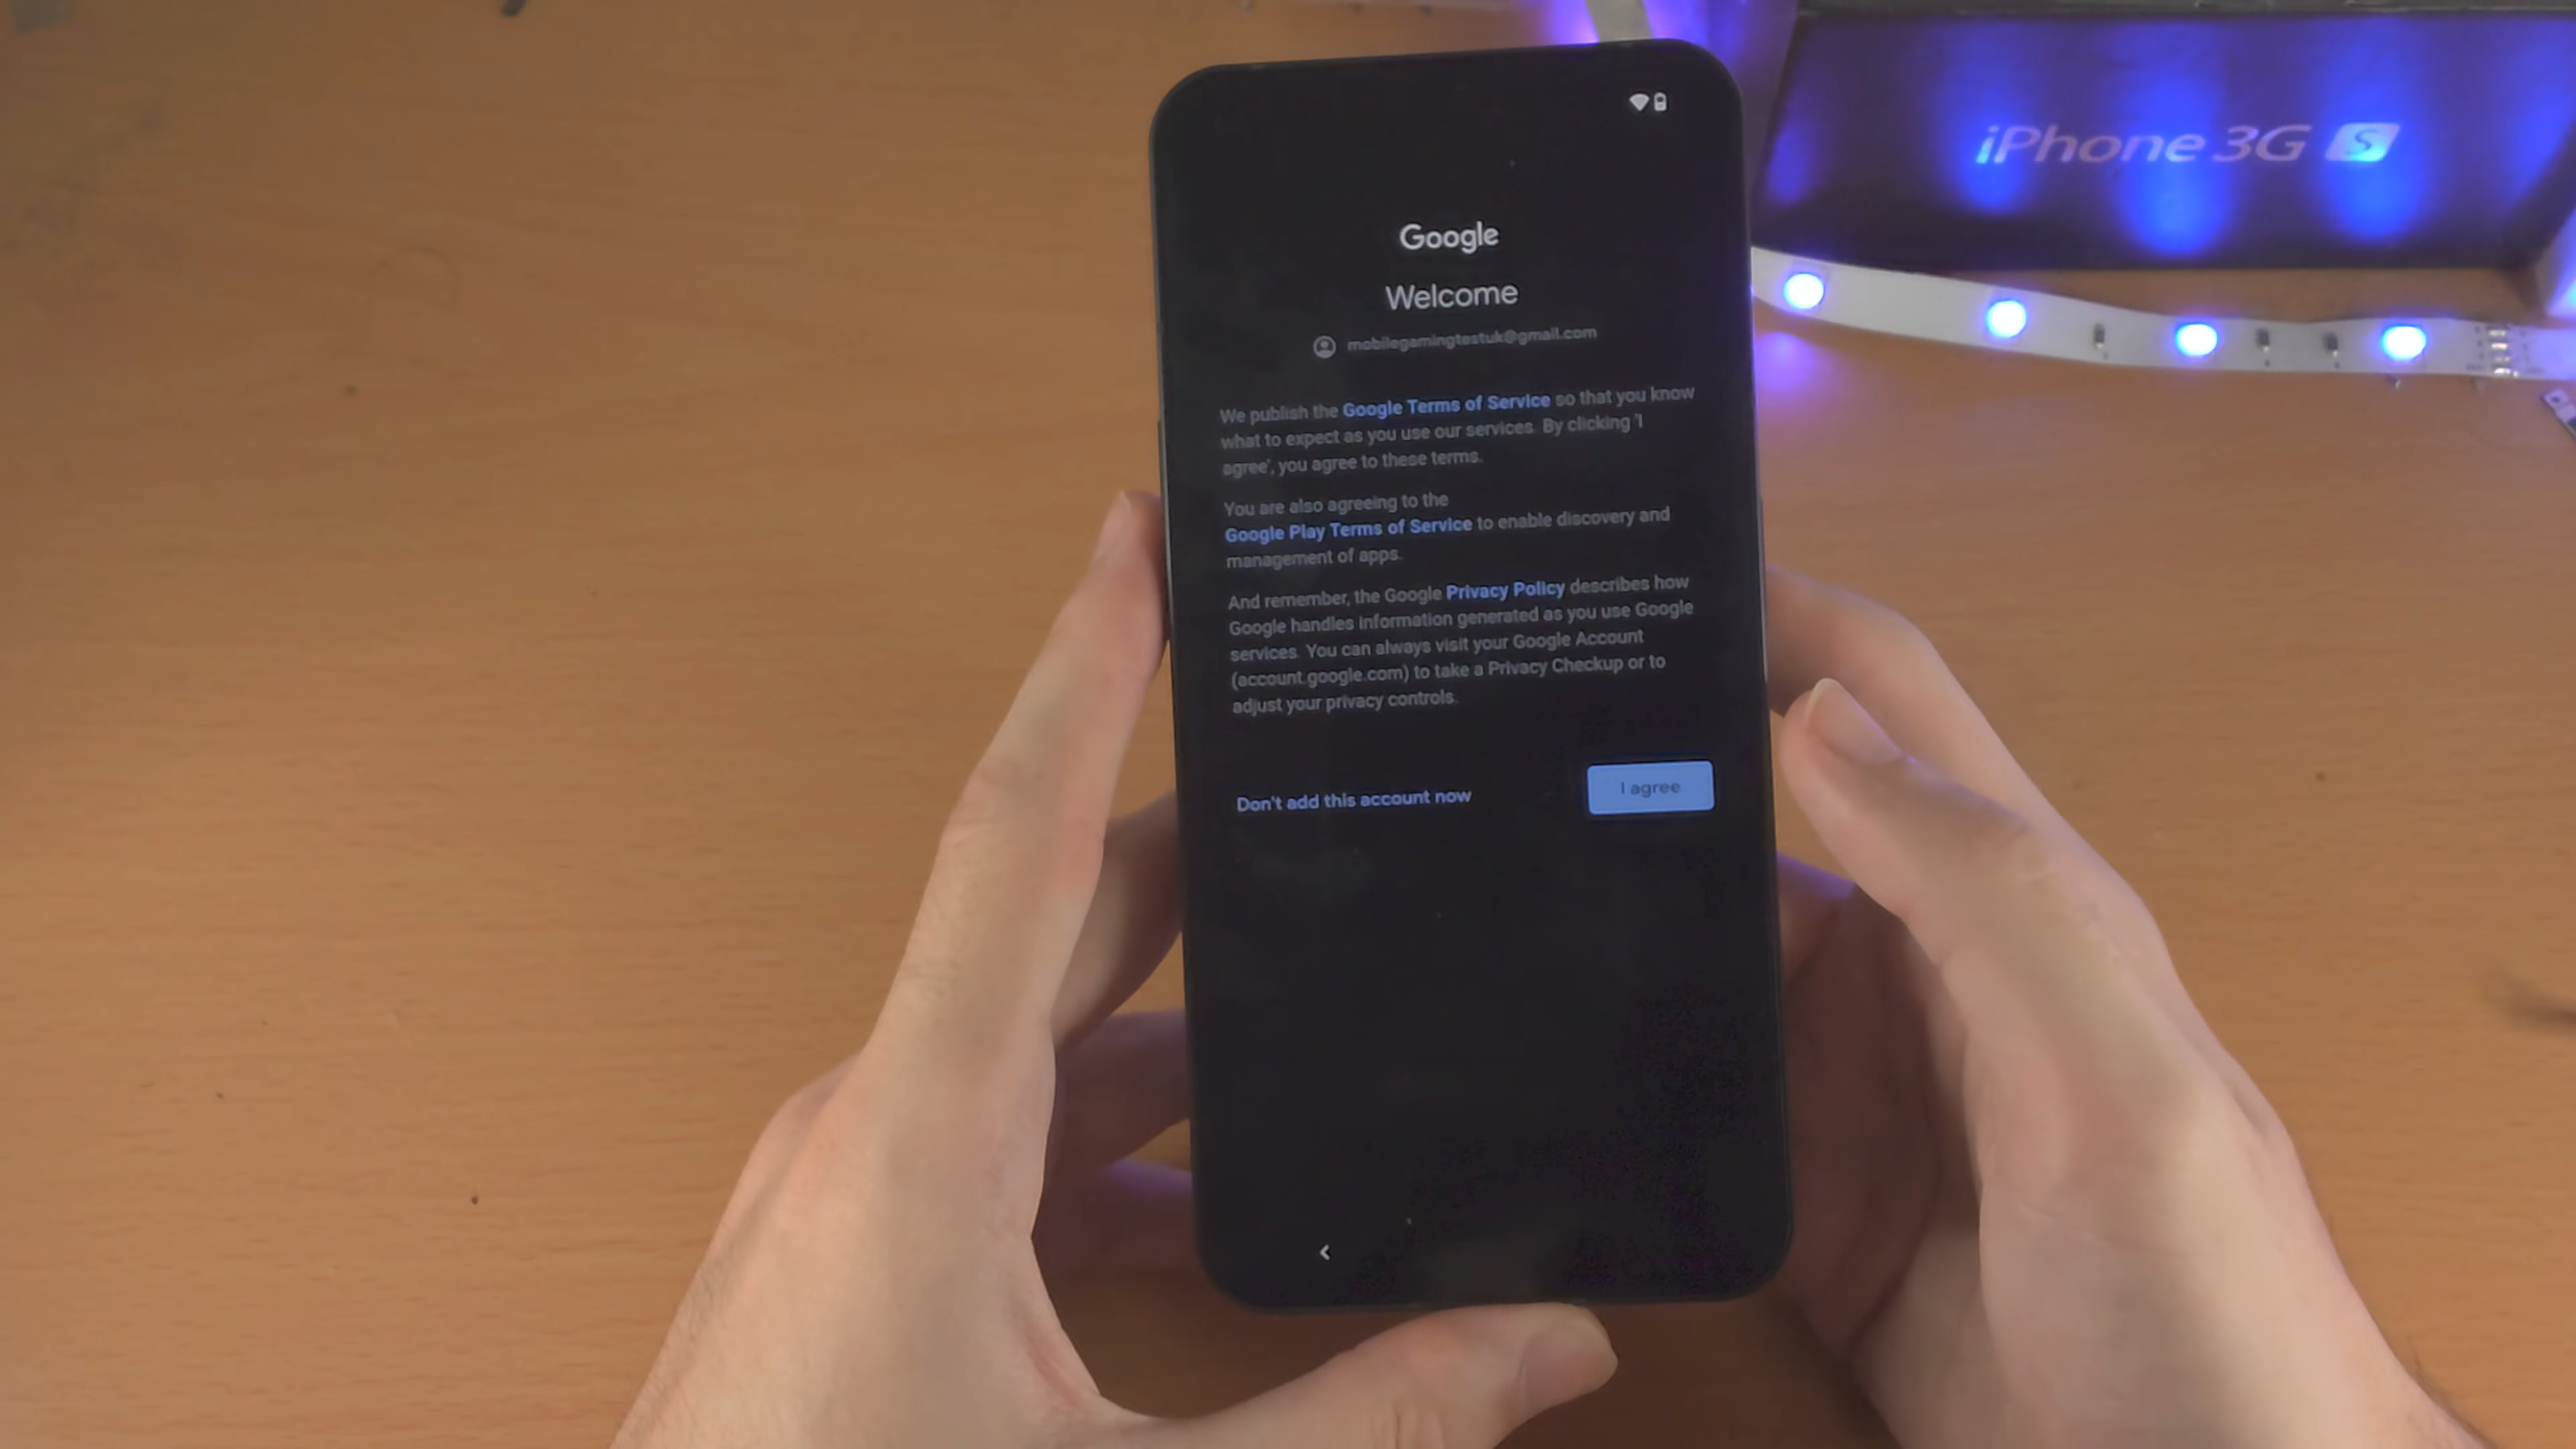 iPhone 3G S
Google
Welcome
mobilegamingtestuk@gmail.com
We publish the Google Terms of Service so that you know
what to expect as you use our services. By clicking 'I
agree', you agree to these terms.
You are also agreeing to the
Google Play Terms of Service to enable discovery and
management of apps.
And remember, the Google Privacy Policy describes how
Google handles information generated as you use Google
services. You can always visit your Google Account
(account.google.com) to take a Privacy Checkup or to
adjust your privacy controls.
Don't add this account now
I agree